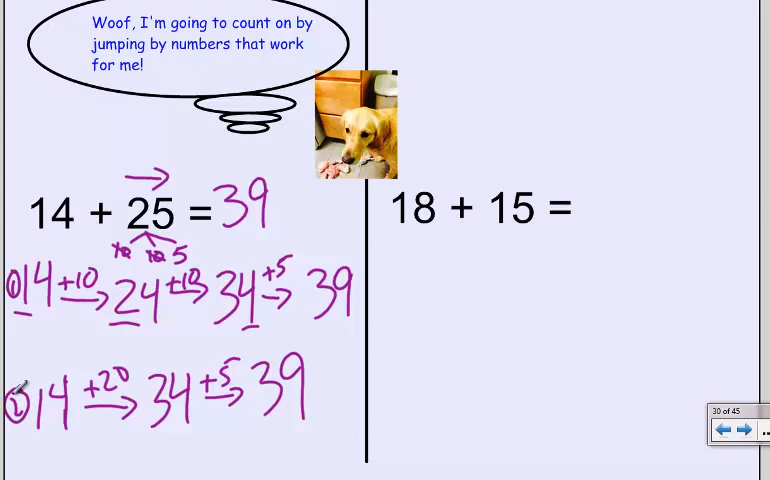 Woof, I'm going to count on by
jumping by numbers that work
for me!
14 + 25 = 39
10 10 5
① 14 +10 → 24 +10 → 34 +5 → 39
② 14 +20 → 34 +5 → 39
18 + 15 =
30 of 45